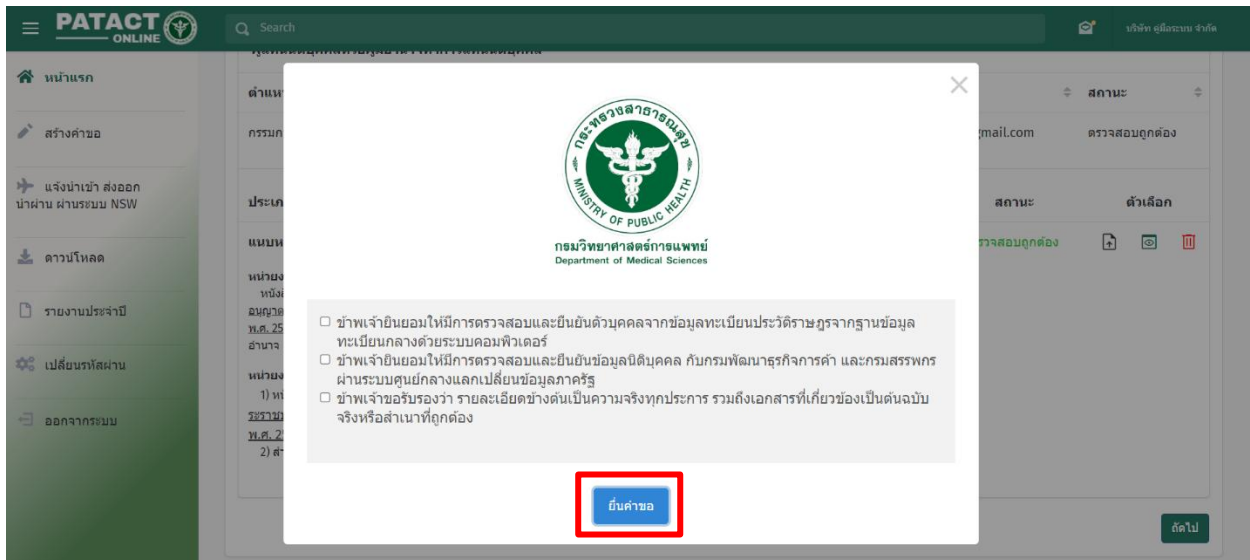 PATACT
ONLINE
Search
บริษัท คู่มือระบบ จำกัด
หน้าแรก
สร้างคำขอ
แจ้งนำเข้า ส่งออก
นำผ่าน ผ่านระบบ NSW
ดาวน์โหลด
รายงานประจำปี
เปลี่ยนรหัสผ่าน
ออกจากระบบ
สถานะ
gmail.com
ตรวจสอบถูกต้อง
สถานะ
ตัวเลือก
พ.ศ. 25
อำนาจ
1)
พ.ศ. 2
2)
กระทรวงสาธารณสุข
MINISTRY OF PUBLIC HEALTH
กรมวิทยาศาสตร์การแพทย์
Department of Medical Sciences
ข้าพเจ้ายินยอมให้มีการตรวจสอบและยืนยันตัวบุคคลจากข้อมูลทะเบียนประวัติราษฎรจากฐานข้อมูล
ทะเบียนกลางด้วยระบบคอมพิวเตอร์
ข้าพเจ้ายินยอมให้มีการตรวจสอบและยืนยันข้อมูลนิติบุคคล กับกรมพัฒนาธุรกิจการค้า และกรมสรรพกร
ผ่านระบบศูนย์กลางแลกเปลี่ยนข้อมูลภาครัฐ
ข้าพเจ้าขอรับรองว่า รายละเอียดข้างต้นเป็นความจริงทุกประการ รวมถึงเอกสารที่เกี่ยวข้องเป็นต้นฉบับ
จริงหรือสำเนาที่ถูกต้อง
ยื่นคำขอ
ถัดไป